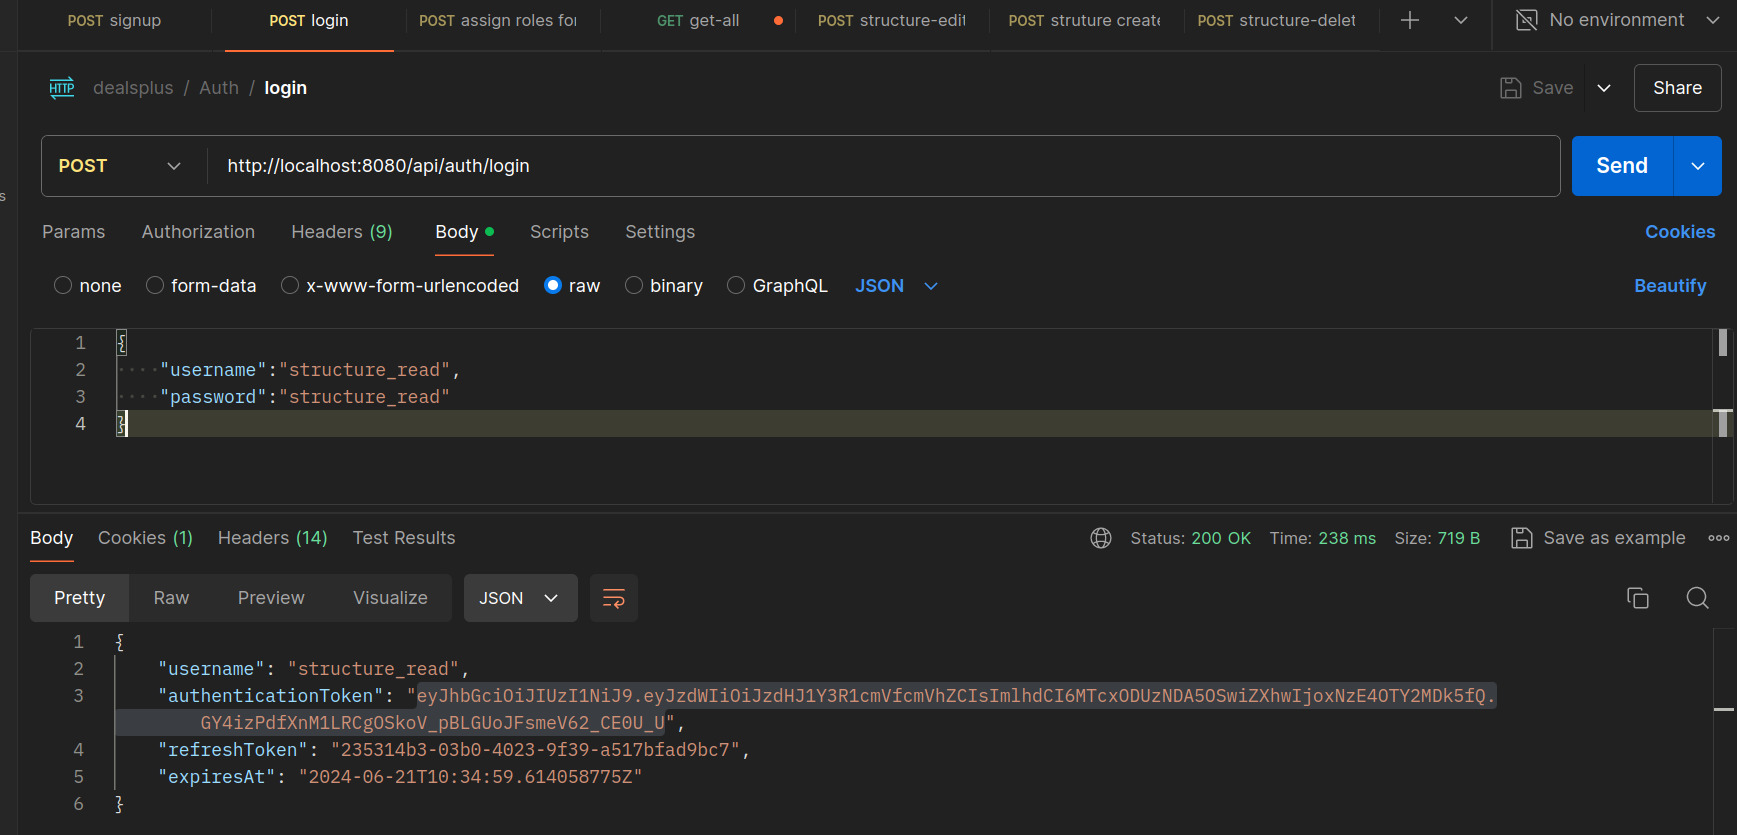 POST signup POST login POST assign roles for GET get-all POST structure-edit POST struture create POST structure-delet No environment
HTTP dealsplus / Auth / login Save Share
POST http://localhost:8080/api/auth/login Send
s
Params Authorization Headers (9) Body Scripts Settings Cookies
none form-data x-www-form-urlencoded raw binary GraphQL JSON Beautify
1 {
2 "username":"structure_read",
3 "password":"structure_read"
4 }
Body Cookies (1) Headers (14) Test Results Status: 200 OK Time: 238 ms Size: 719 B Save as example
Pretty Raw Preview Visualize JSON
1 {
2 "username": "structure_read",
3 "authenticationToken": "eyJhbGciOiJIUzI1NiJ9.eyJzdWIiOiJzdHJ1Y3R1cmVfcmVhZCIsImlhdCI6MTcxODUzNDA5OSwiZXhwIjoxNzE4OTY2MDk5fQ.
GY4izPdfXnM1LRCgOSkoV_pBLGUoJFsmeV62_CE0U_U",
4 "refreshToken": "235314b3-03b0-4023-9f39-a517bfad9bc7",
5 "expiresAt": "2024-06-21T10:34:59.614058775Z"
6 }